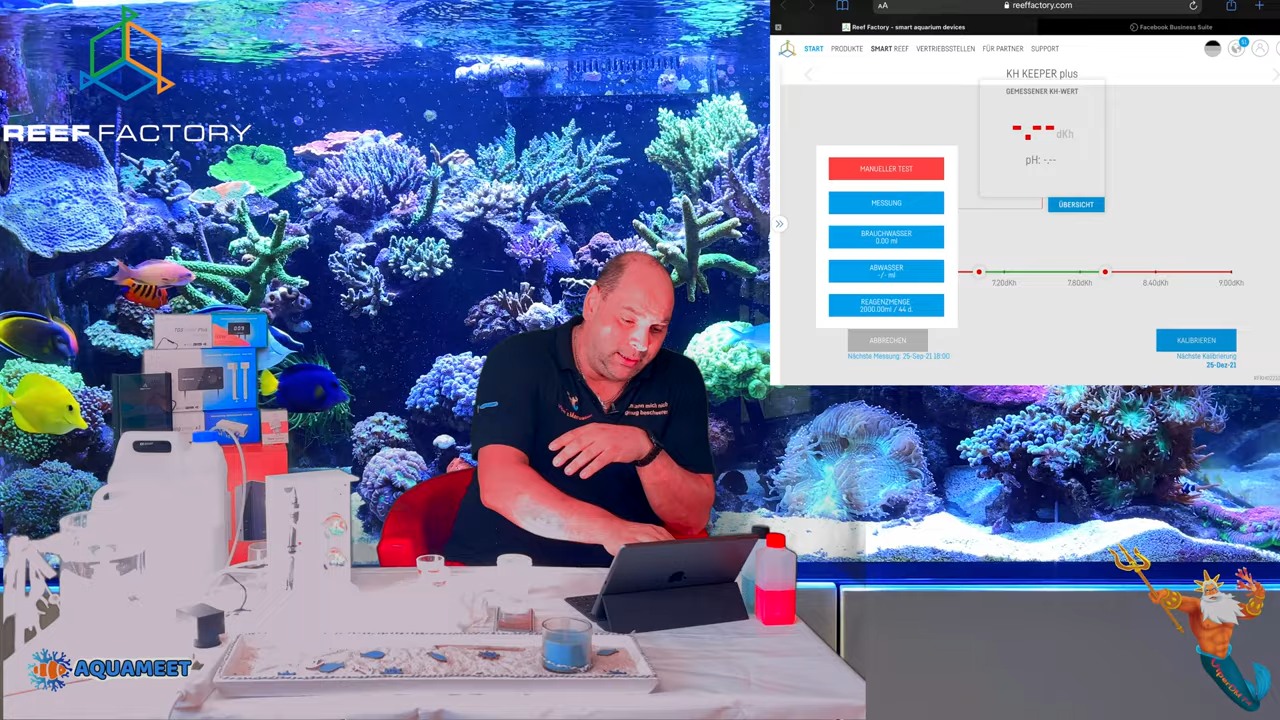 REEF FACTORY
AQUAMEET
AA
reeffactory.com
Reef Factory - smart aquarium devices
Facebook Business Suite
START
PRODUKTE
SMART REEF
VERTRIEBSSTELLEN
FÜR PARTNER
SUPPORT
KH KEEPER plus
GEMESSENER KH-WERT
-.-- dKh
pH: -.--
MANUELLER TEST
MESSUNG
BRAUCHWASSER
0.00 ml
ABWASSER
-/- ml
REAGENZMENGE
2000.00ml / 44 d.
ÜBERSICHT
7,20dKh
7,80dKh
8,40dKh
9,00dKh
ABBRECHEN
Nächste Messung: 25-Sep-21 18:00
KALIBRIEREN
Nächste Kalibrierung
25-Dez-21